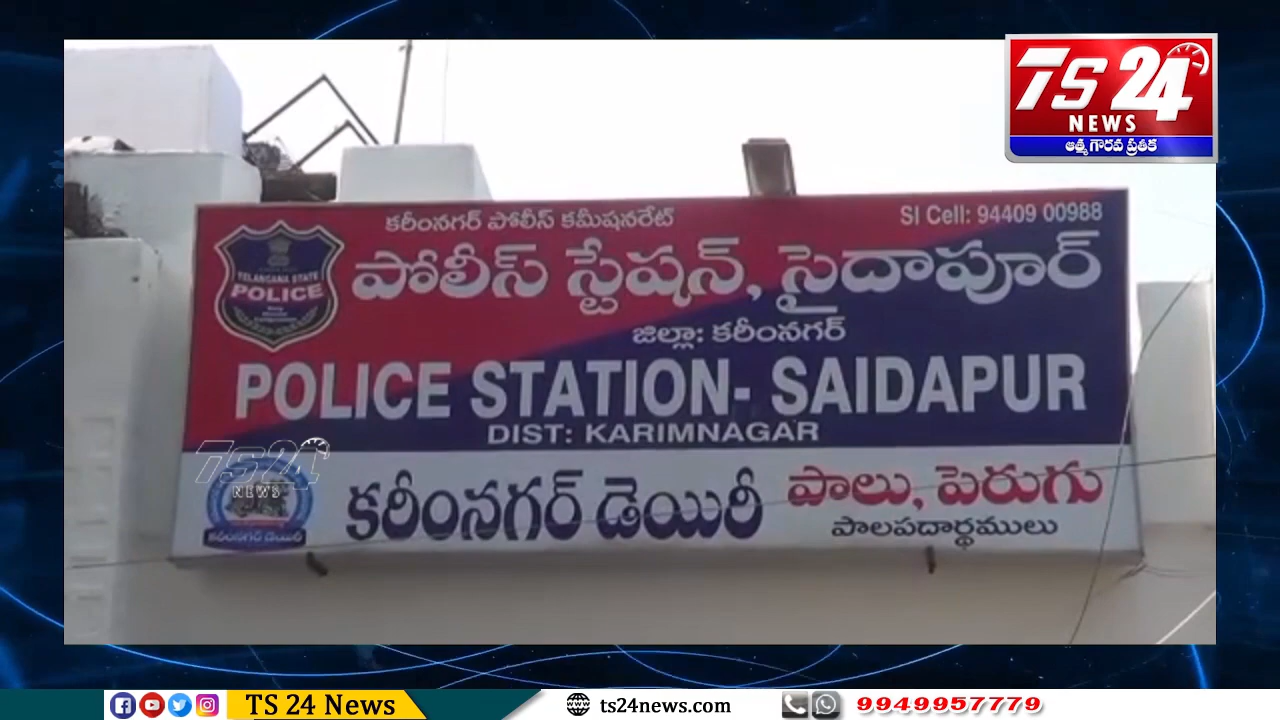 TS 24
NEWS
ఆత్మ గౌరవ ప్రతీక
కరీంనగర్ పోలీస్ కమీషనరేట్
SI Cell: 94409 00988
TELANGANA STATE
POLICE
పోలీస్ స్టేషన్, సైదాపూర్
జిల్లా: కరీంనగర్
POLICE STATION- SAIDAPUR
DIST: KARIMNAGAR
TS 24
NEWS
కరీంనగర్ డెయిరీ
కరీంనగర్ డెయిరీ
పాలు, పెరుగు
పాలపదార్థములు
TS 24 News
ts24news.com
9949957779